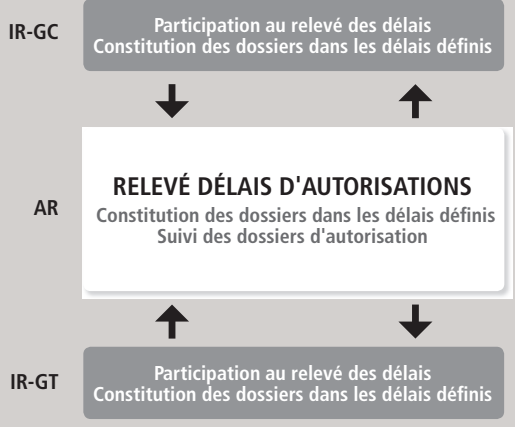 IR-GC
Participation au relevé des délais
Constitution des dossiers dans les délais définis
AR
RELEVÉ DÉLAIS D'AUTORISATIONS
Constitution des dossiers dans les délais définis
Suivi des dossiers d'autorisation
IR-GT
Participation au relevé des délais
Constitution des dossiers dans les délais définis